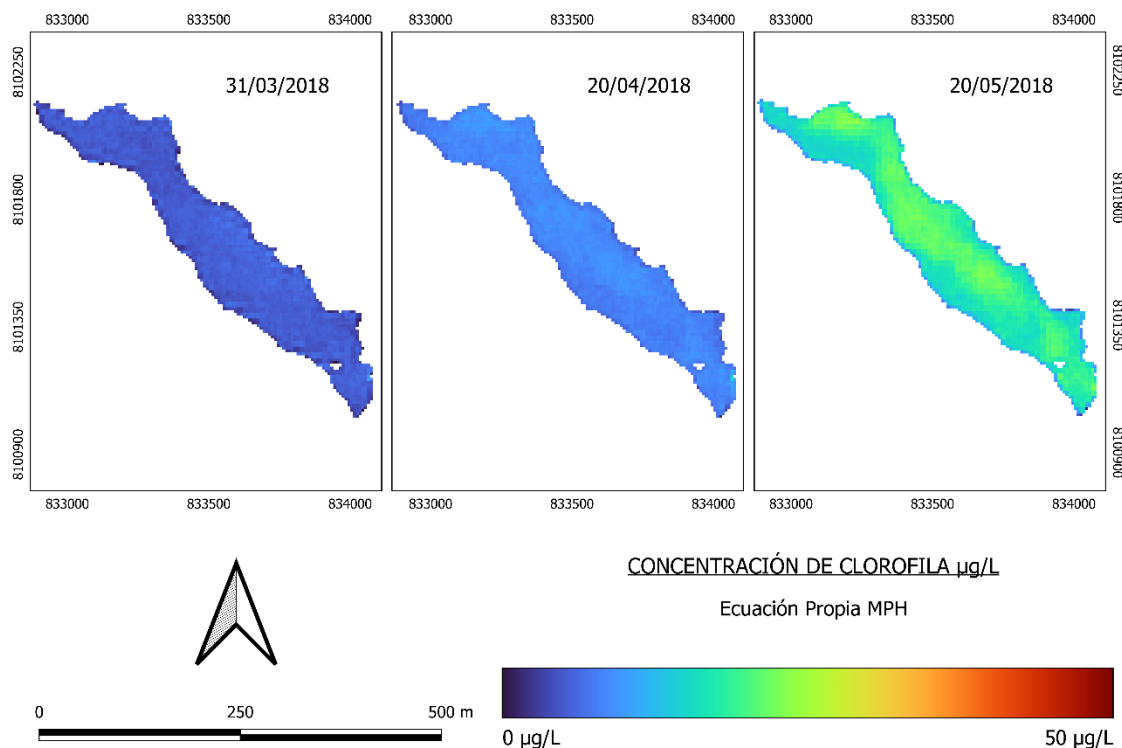 833000 833500 834000 833000 833500 834000 833000 833500 834000
8102250 31/03/2018 20/04/2018 20/05/2018 8102250
8101800 8101800
8101350 8101350
8100900 8100900
833000 833500 834000 833000 833500 834000 833000 833500 834000
CONCENTRACIÓN DE CLOROFILA µg/L
Ecuación Propia MPH
0 250 500 m
0 µg/L 50 µg/L